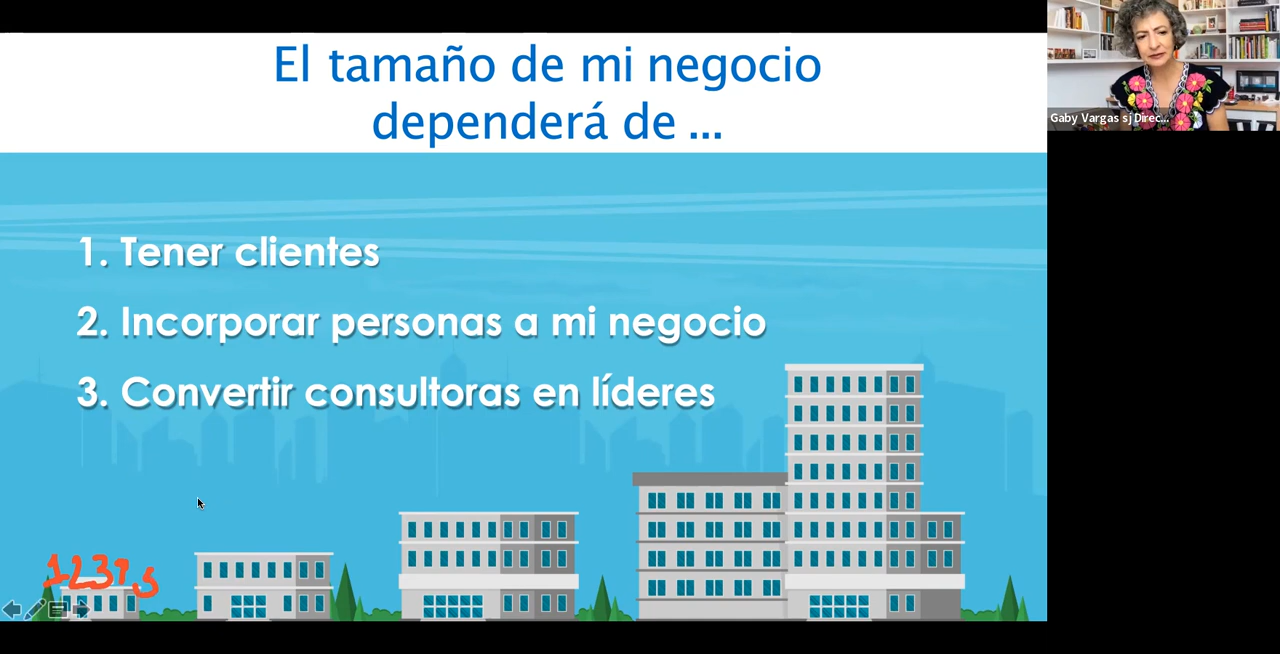 El tamaño de mi negocio
dependerá de ...
Gaby Vargas sj Direc...
1. Tener clientes
2. Incorporar personas a mi negocio
3. Convertir consultoras en líderes